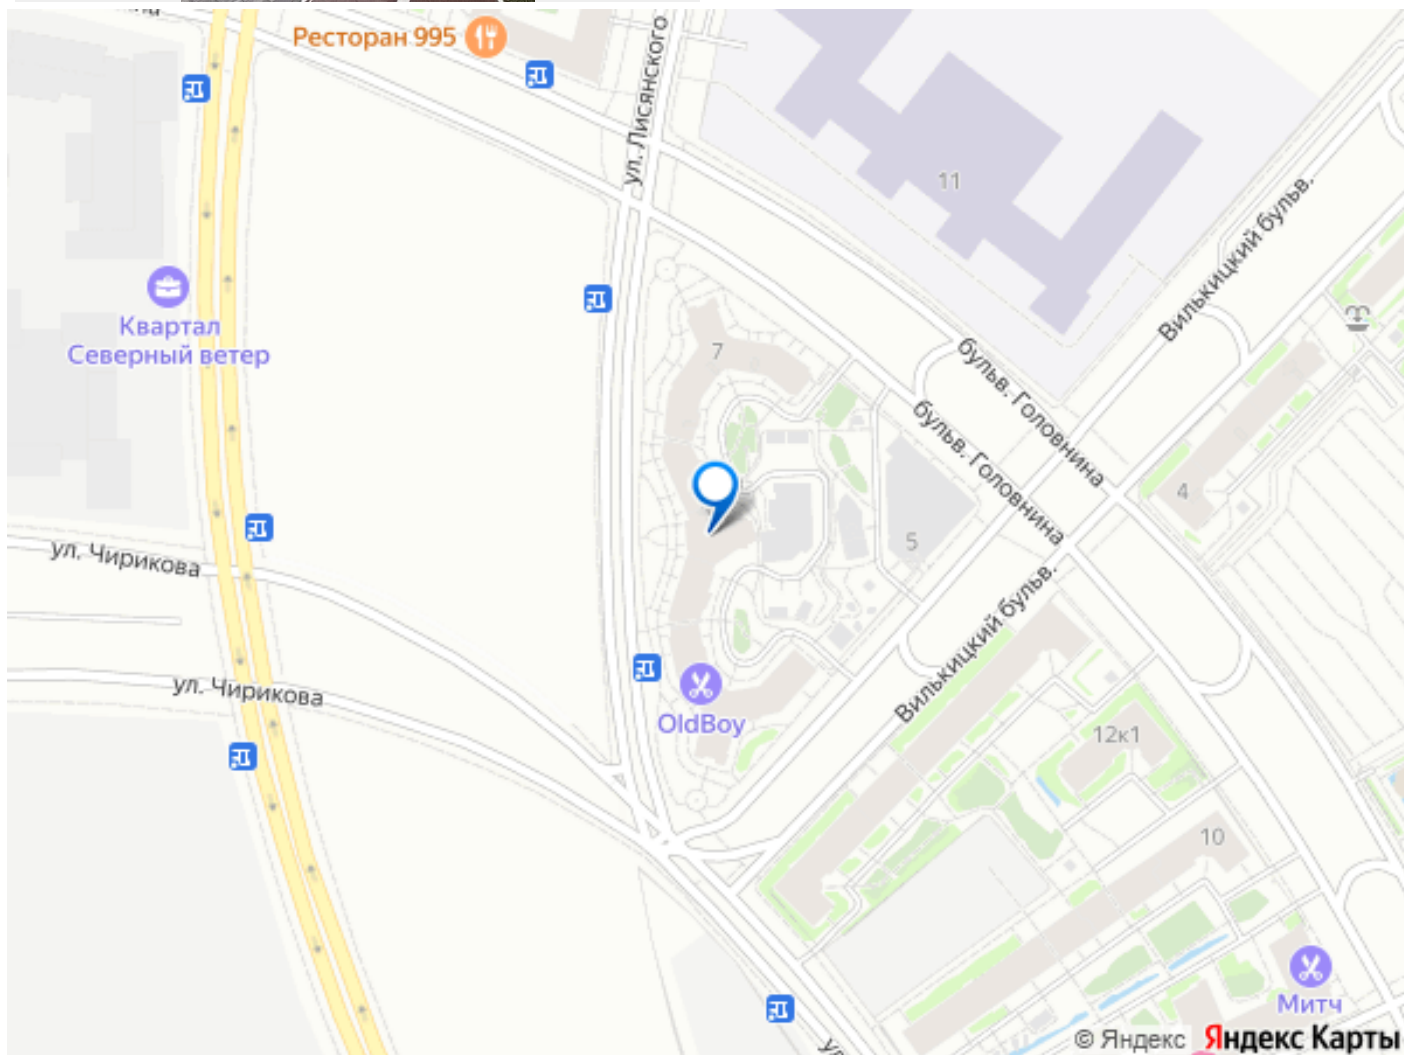 Ресторан 995
ул. Лисянского
11
Вилькицкий бульв.
Квартал
Северный ветер
7
бульв. Головнина
бульв. Головнина
4
5
ул. Чирикова
Вилькицкий бульв.
ул. Чирикова
OldBoy
12к1
10
Митч
© Яндекс Яндекс Карты